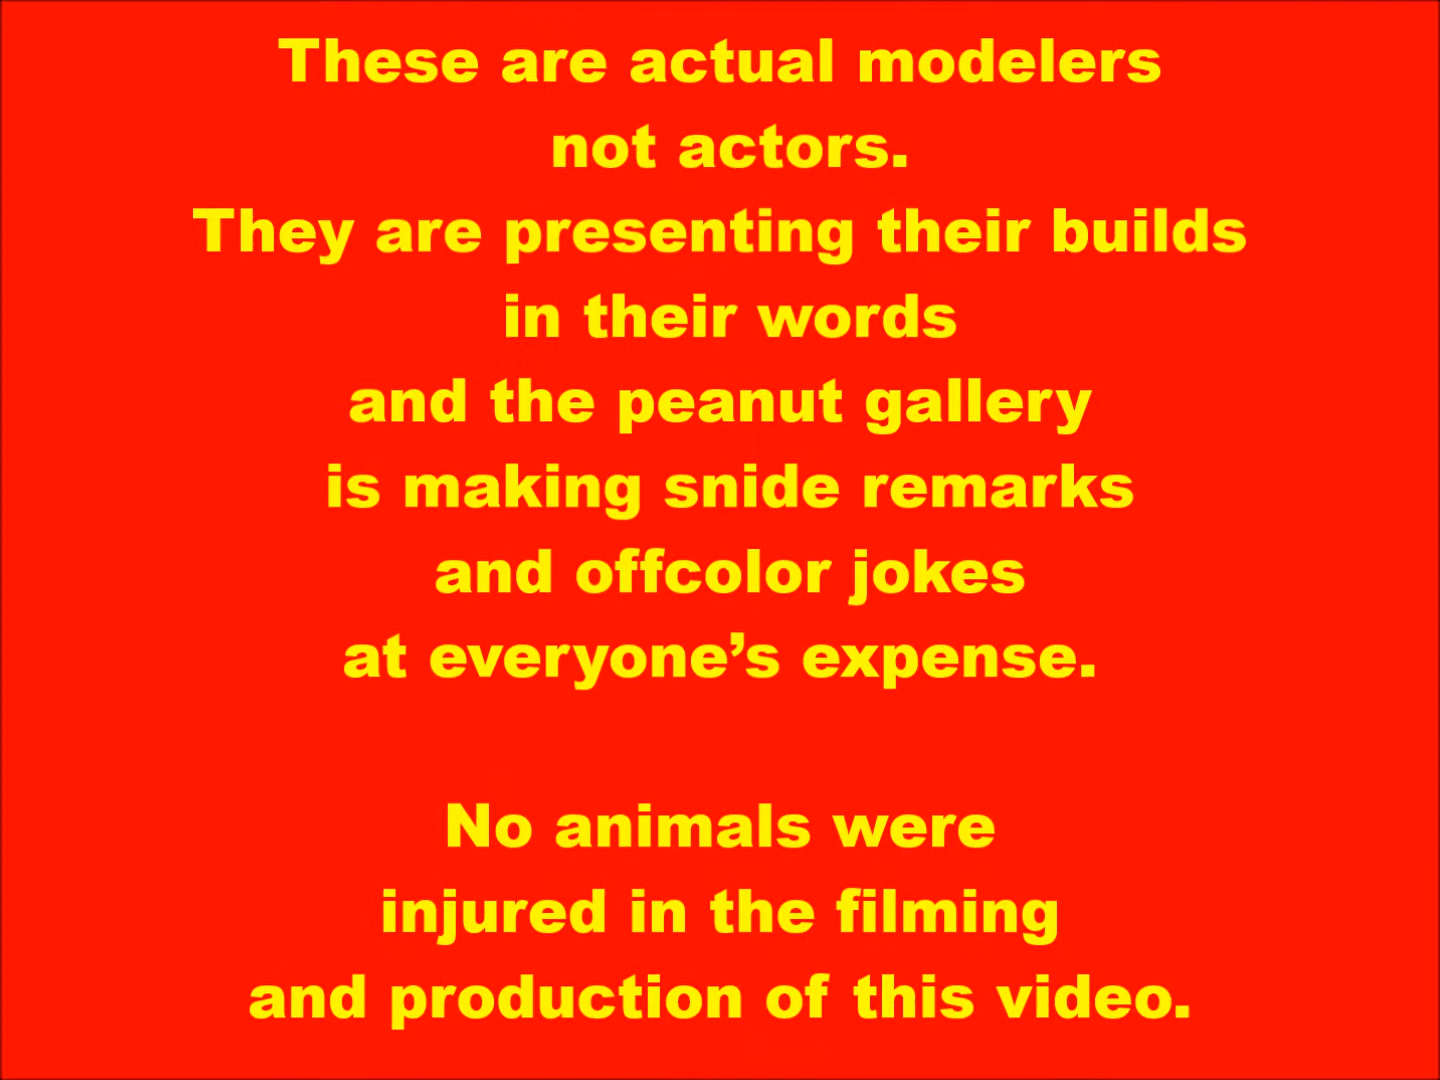 These are actual modelers
not actors.
They are presenting their builds
in their words
and the peanut gallery
is making snide remarks
and offcolor jokes
at everyone’s expense.
No animals were
injured in the filming
and production of this video.